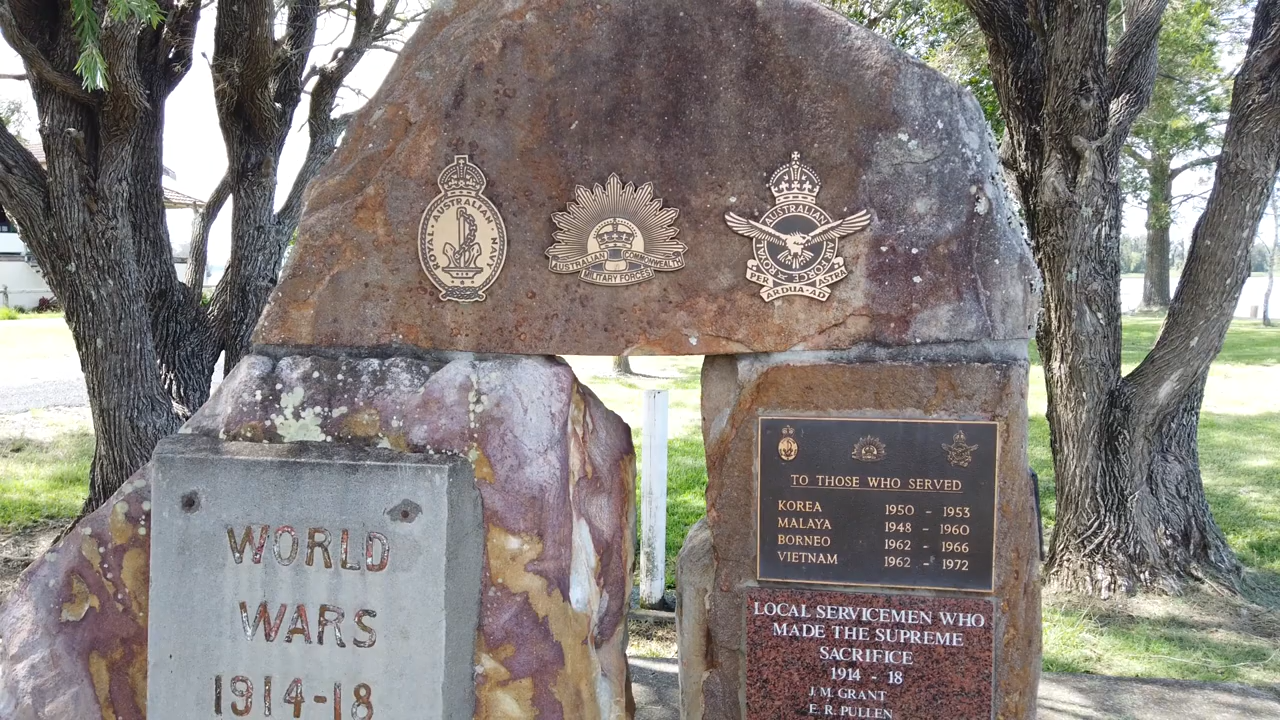 ROYAL AUSTRALIAN NAVY
AUSTRALIAN COMMONWEALTH
MILITARY FORCES
ROYAL AUSTRALIAN AIR FORCE
PER ARDUA AD ASTRA
WORLD
WARS
1914-18
TO THOSE WHO SERVED
KOREA 1950 - 1953
MALAYA 1948 - 1960
BORNEO 1962 - 1966
VIETNAM 1962 - 1972
LOCAL SERVICEMEN WHO
MADE THE SUPREME
SACRIFICE
1914 - 18
J. M. GRANT
E. R. PULLEN